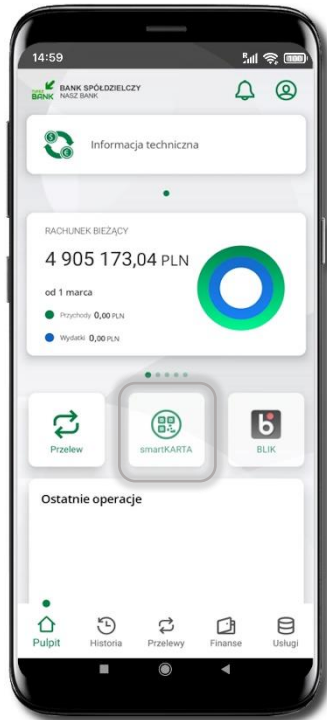 14:59
BANK SPÓŁDZIELCZY
NASZ BANK
BANK
Informacja techniczna
RACHUNEK BIEŻĄCY
4 905 173,04 PLN
od 1 marca
Przychody 0,00 PLN
Wydatki 0,00 PLN
Przelew
smartKARTA
BLIK
Ostatnie operacje
Pulpit
Historia
Przelewy
Finanse
Usługi